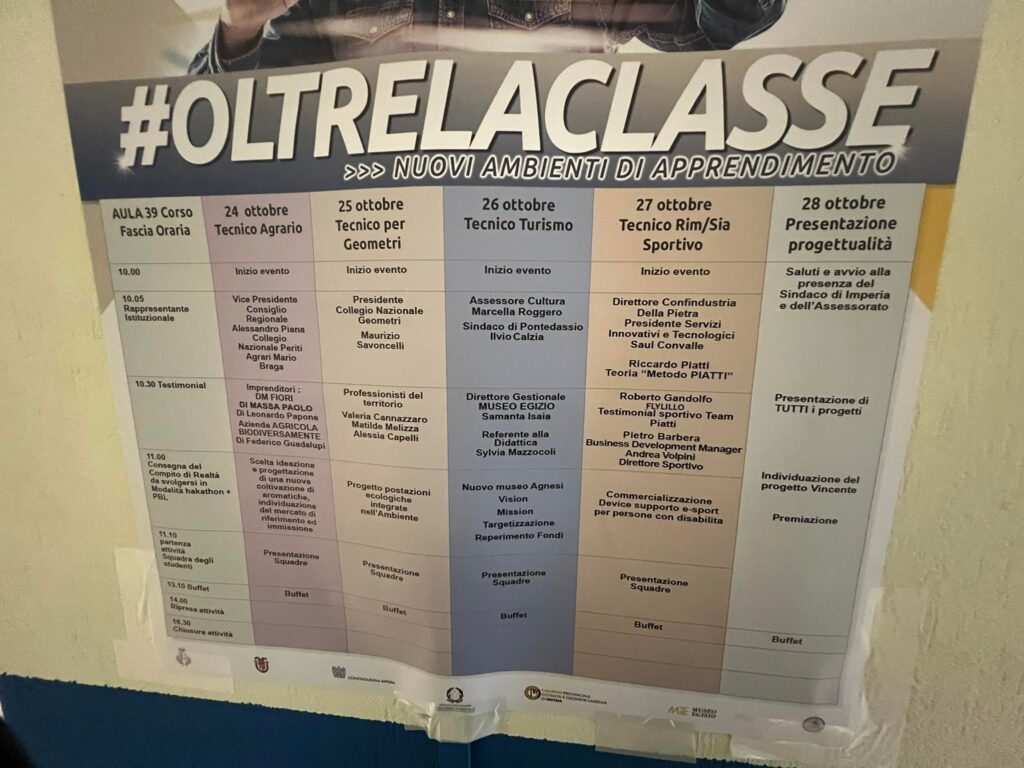 #OLTRELACLASSE
>>> NUOVI AMBIENTI DI APPRENDIMENTO
AULA 39 Corso
Fascia Oraria
24 ottobre
Tecnico Agrario
25 ottobre
Tecnico per
Geometri
26 ottobre
Tecnico Turismo
27 ottobre
Tecnico Rim/Sia
Sportivo
28 ottobre
Presentazione
progettualità
10.00
Inizio evento
Inizio evento
Inizio evento
Inizio evento
Saluti e avvio alla
presenza del
Sindaco di Imperia
e dell'Assessorato
10.05
Rappresentante
Istituzionale
Vice Presidente
Consiglio
Regionale
Alessandro Piana
Collegio
Nazionale Periti
Agrari Mario
Braga
Presidente
Collegio Nazionale
Geometri
Maurizio
Savoncelli
Assessore Cultura
Marcella Roggero
Sindaco di Pontedassio
Ilvio Calzia
Direttore Confindustria
Della Pietra
Presidente Servizi
Innovativi e Tecnologici
Saul Convalle
Riccardo Piatti
Teoria "Metodo PIATTI"
10.30 Testimonial
Imprenditori :
DM FIORI
DI MASSA PAOLO
Di Leonardo Papone
Azienda AGRICOLA
BIODIVERSAMENTE
Di Federico Guadalupi
Professionisti del
territorio
Valeria Cannazzaro
Matilde Melizza
Alessia Capelli
Direttore Gestionale
MUSEO EGIZIO
Samanta Isaia
Referente alla
Didattica
Sylvia Mazzocoli
Roberto Gandolfo
FLYLILLO
Testimonial sportivo Team
Piatti
Pietro Barbera
Business Development Manager
Andrea Volpini
Direttore Sportivo
Presentazione di
TUTTI i progetti
11.00
Consegna del
Compito di Realtà
da svolgersi in
Modalità hakathon +
PBL
Scelta ideazione
e progettazione
di una nuova
coltivazione di
aromatiche,
individuazione
del mercato di
riferimento ed
immissione
Progetto postazioni
ecologiche
integrate
nell'Ambiente
Nuovo museo Agnesi
Vision
Mission
Targetizzazione
Reperimento Fondi
Commercializzazione
Device supporto e-sport
per persone con disabilita
Individuazione del
progetto Vincente
Premiazione
11.10
partenza
attività
Squadra degli
studenti
Presentazione
Squadre
Presentazione
Squadre
Presentazione
Squadre
Presentazione
Squadre
13.10 Buffet
Buffet
Buffet
Buffet
Buffet
Buffet
14.00
Ripresa attività
16.30
Chiusura attività
CONFINDUSTRIA IMPERIA
MUSEO
EGIZIO